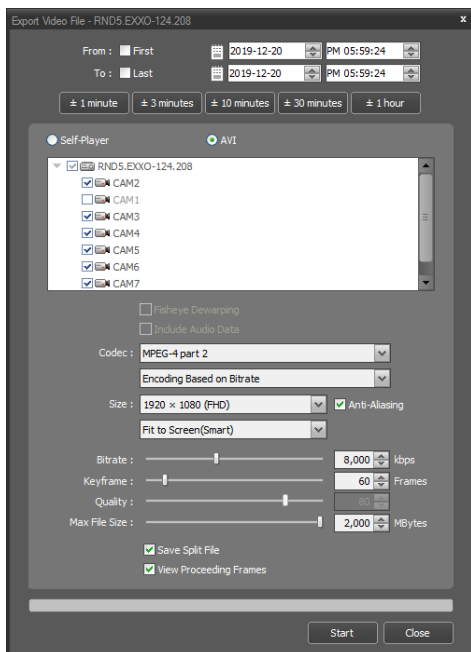 Export Video File - RND5.EXXO-124.208 x
From : First 2019-12-20 PM 05:59:24
To : Last 2019-12-20 PM 05:59:24
± 1 minute ± 3 minutes ± 10 minutes ± 30 minutes ± 1 hour
Self-Player AVI
RND5.EXXO-124.208
CAM2
CAM1
CAM3
CAM4
CAM5
CAM6
CAM7
Fisheye Dewarping
Include Audio Data
Codec : MPEG-4 part 2
Encoding Based on Bitrate
Size : 1920 × 1080 (FHD) Anti-Aliasing
Fit to Screen(Smart)
Bitrate : 8,000 kbps
Keyframe : 60 Frames
Quality : 80
Max File Size : 2,000 MBytes
Save Split File
View Proceeding Frames
Start Close